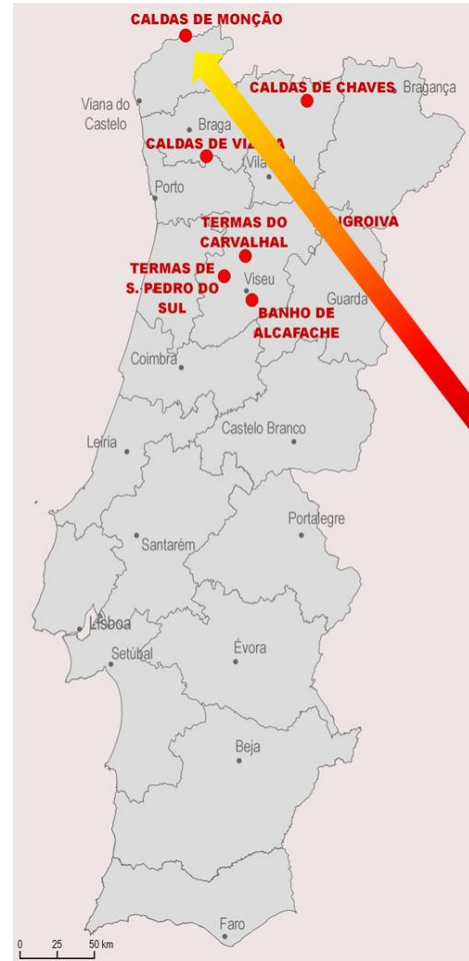 CALDAS DE MONÇÃO
CALDAS DE CHAVES
Bragança
Viana do
Castelo
Braga
CALDAS DE
Porto
TERMAS DO
CARVALHAL
TERMAS DE
S. PEDRO DO
SUL
Viseu
Guarda
BANHO DE
ALCAFACHE
Coimbra
Castelo Branco
Leiria
Portalegre
Santarém
Lisboa
Setúbal
Évora
Beja
Faro
0 25 50 km